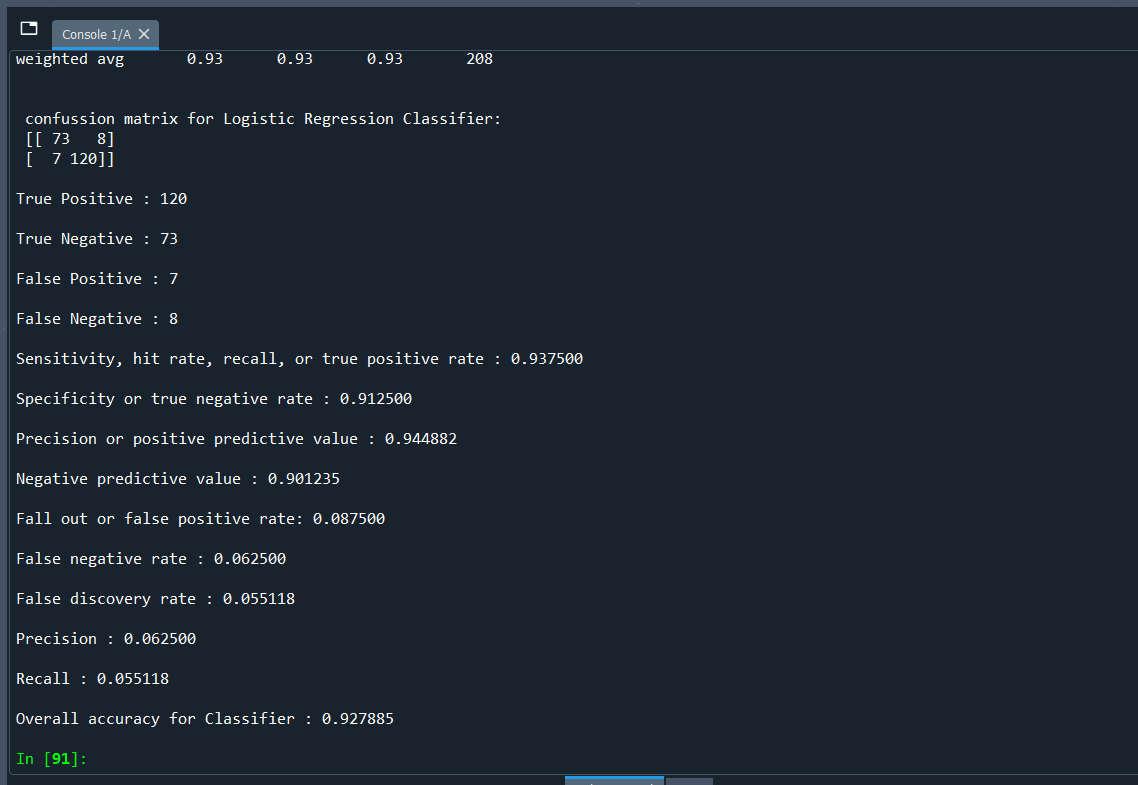 Console 1/A
weighted avg 0.93 0.93 0.93 208
confussion matrix for Logistic Regression Classifier:
[[ 73 8]
[ 7 120]]
True Positive : 120
True Negative : 73
False Positive : 7
False Negative : 8
Sensitivity, hit rate, recall, or true positive rate : 0.937500
Specificity or true negative rate : 0.912500
Precision or positive predictive value : 0.944882
Negative predictive value : 0.901235
Fall out or false positive rate: 0.087500
False negative rate : 0.062500
False discovery rate : 0.055118
Precision : 0.062500
Recall : 0.055118
Overall accuracy for Classifier : 0.927885
In [91]: